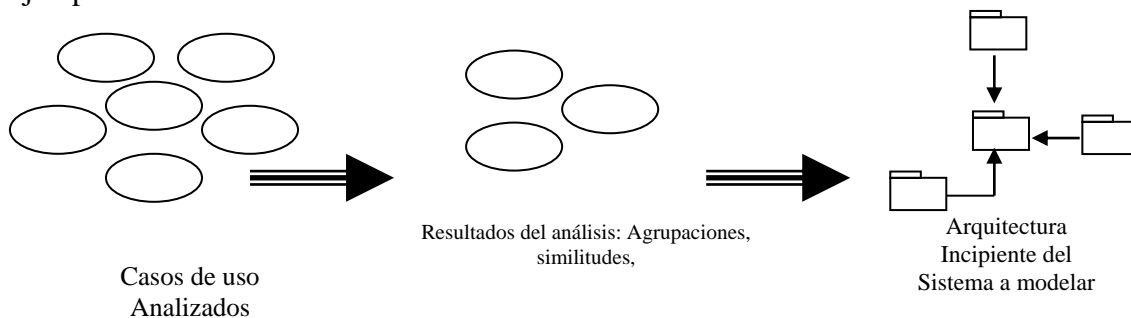 Casos de uso
Analizados
Resultados del análisis: Agrupaciones,
similitudes,
Arquitectura
Incipiente del
Sistema a modelar